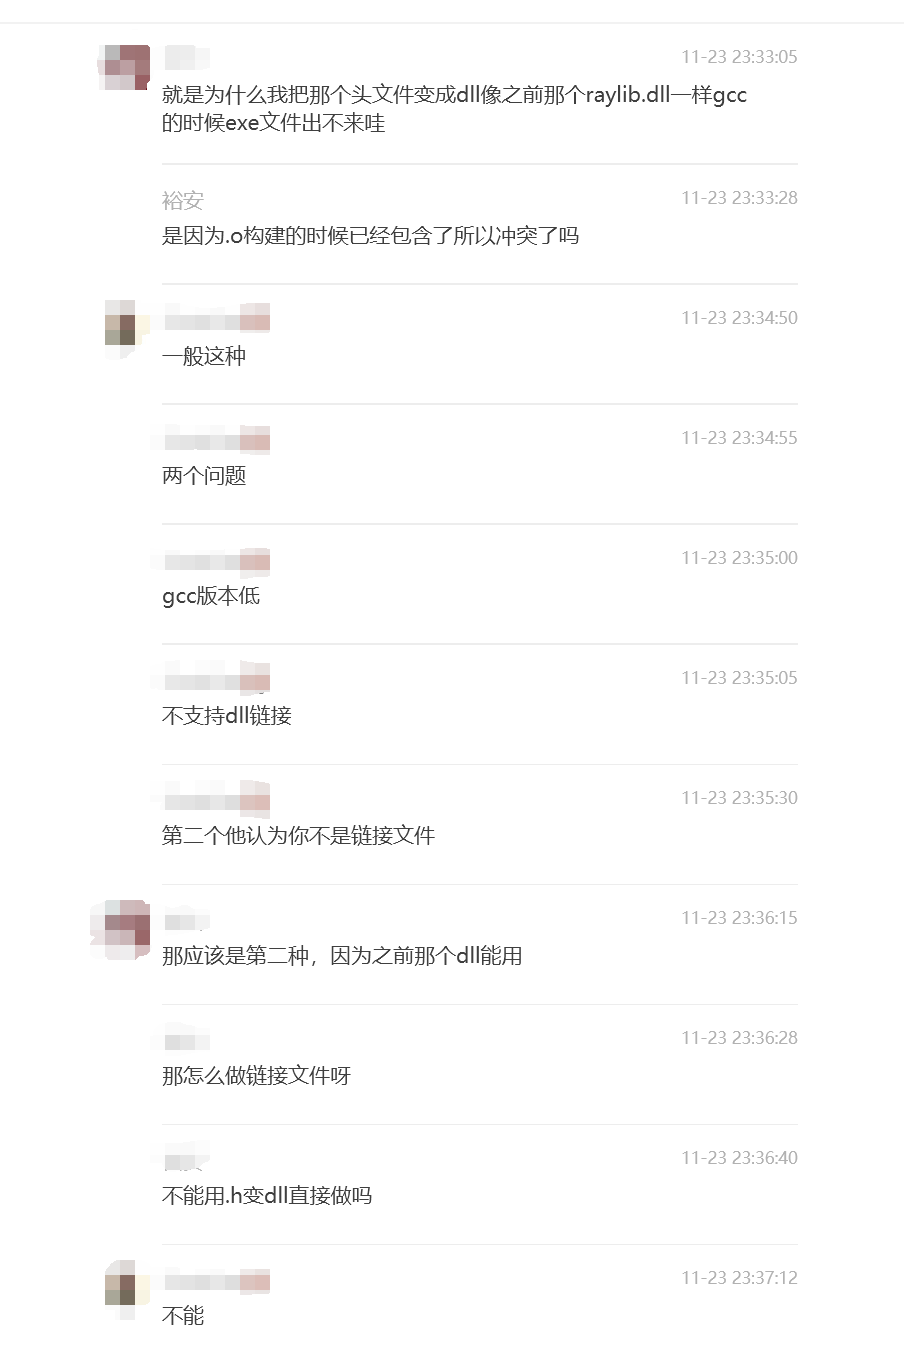 11-23 23:33:05
就是为什么我把那个头文件变成dll像之前那个raylib.dll一样gcc
的时候exe文件出不来哇
裕安 11-23 23:33:28
是因为.o构建的时候已经包含了所以冲突了吗
11-23 23:34:50
一般这种
11-23 23:34:55
两个问题
11-23 23:35:00
gcc版本低
11-23 23:35:05
不支持dll链接
11-23 23:35:30
第二个他认为你不是链接文件
11-23 23:36:15
那应该是第二种，因为之前那个dll能用
11-23 23:36:28
那怎么做链接文件呀
11-23 23:36:40
不能用.h变dll直接做吗
11-23 23:37:12
不能